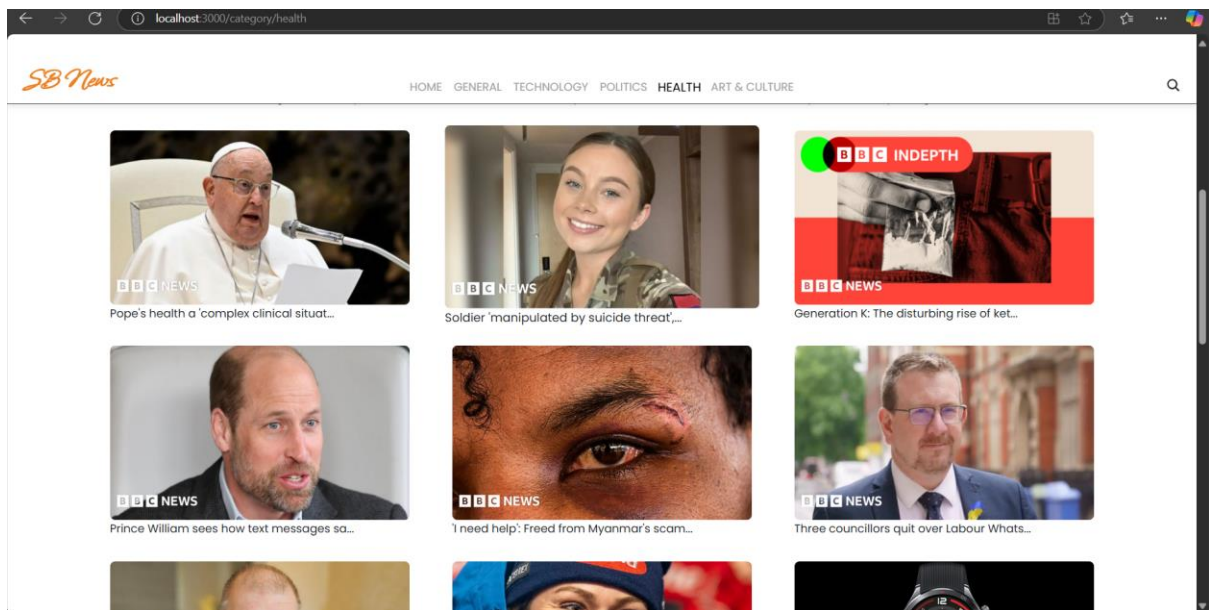 localhost:3000/category/health
SB News
HOME GENERAL TECHNOLOGY POLITICS HEALTH ART & CULTURE
BBC NEWS
Pope's health a 'complex clinical situat...
BBC NEWS
Soldier 'manipulated by suicide threat',...
BBC INDEPTH
BBC NEWS
Generation K: The disturbing rise of ket...
BBC NEWS
Prince William sees how text messages sa...
BBC NEWS
'I need help': Freed from Myanmar's scam...
BBC NEWS
Three councillors quit over Labour Whats...
12